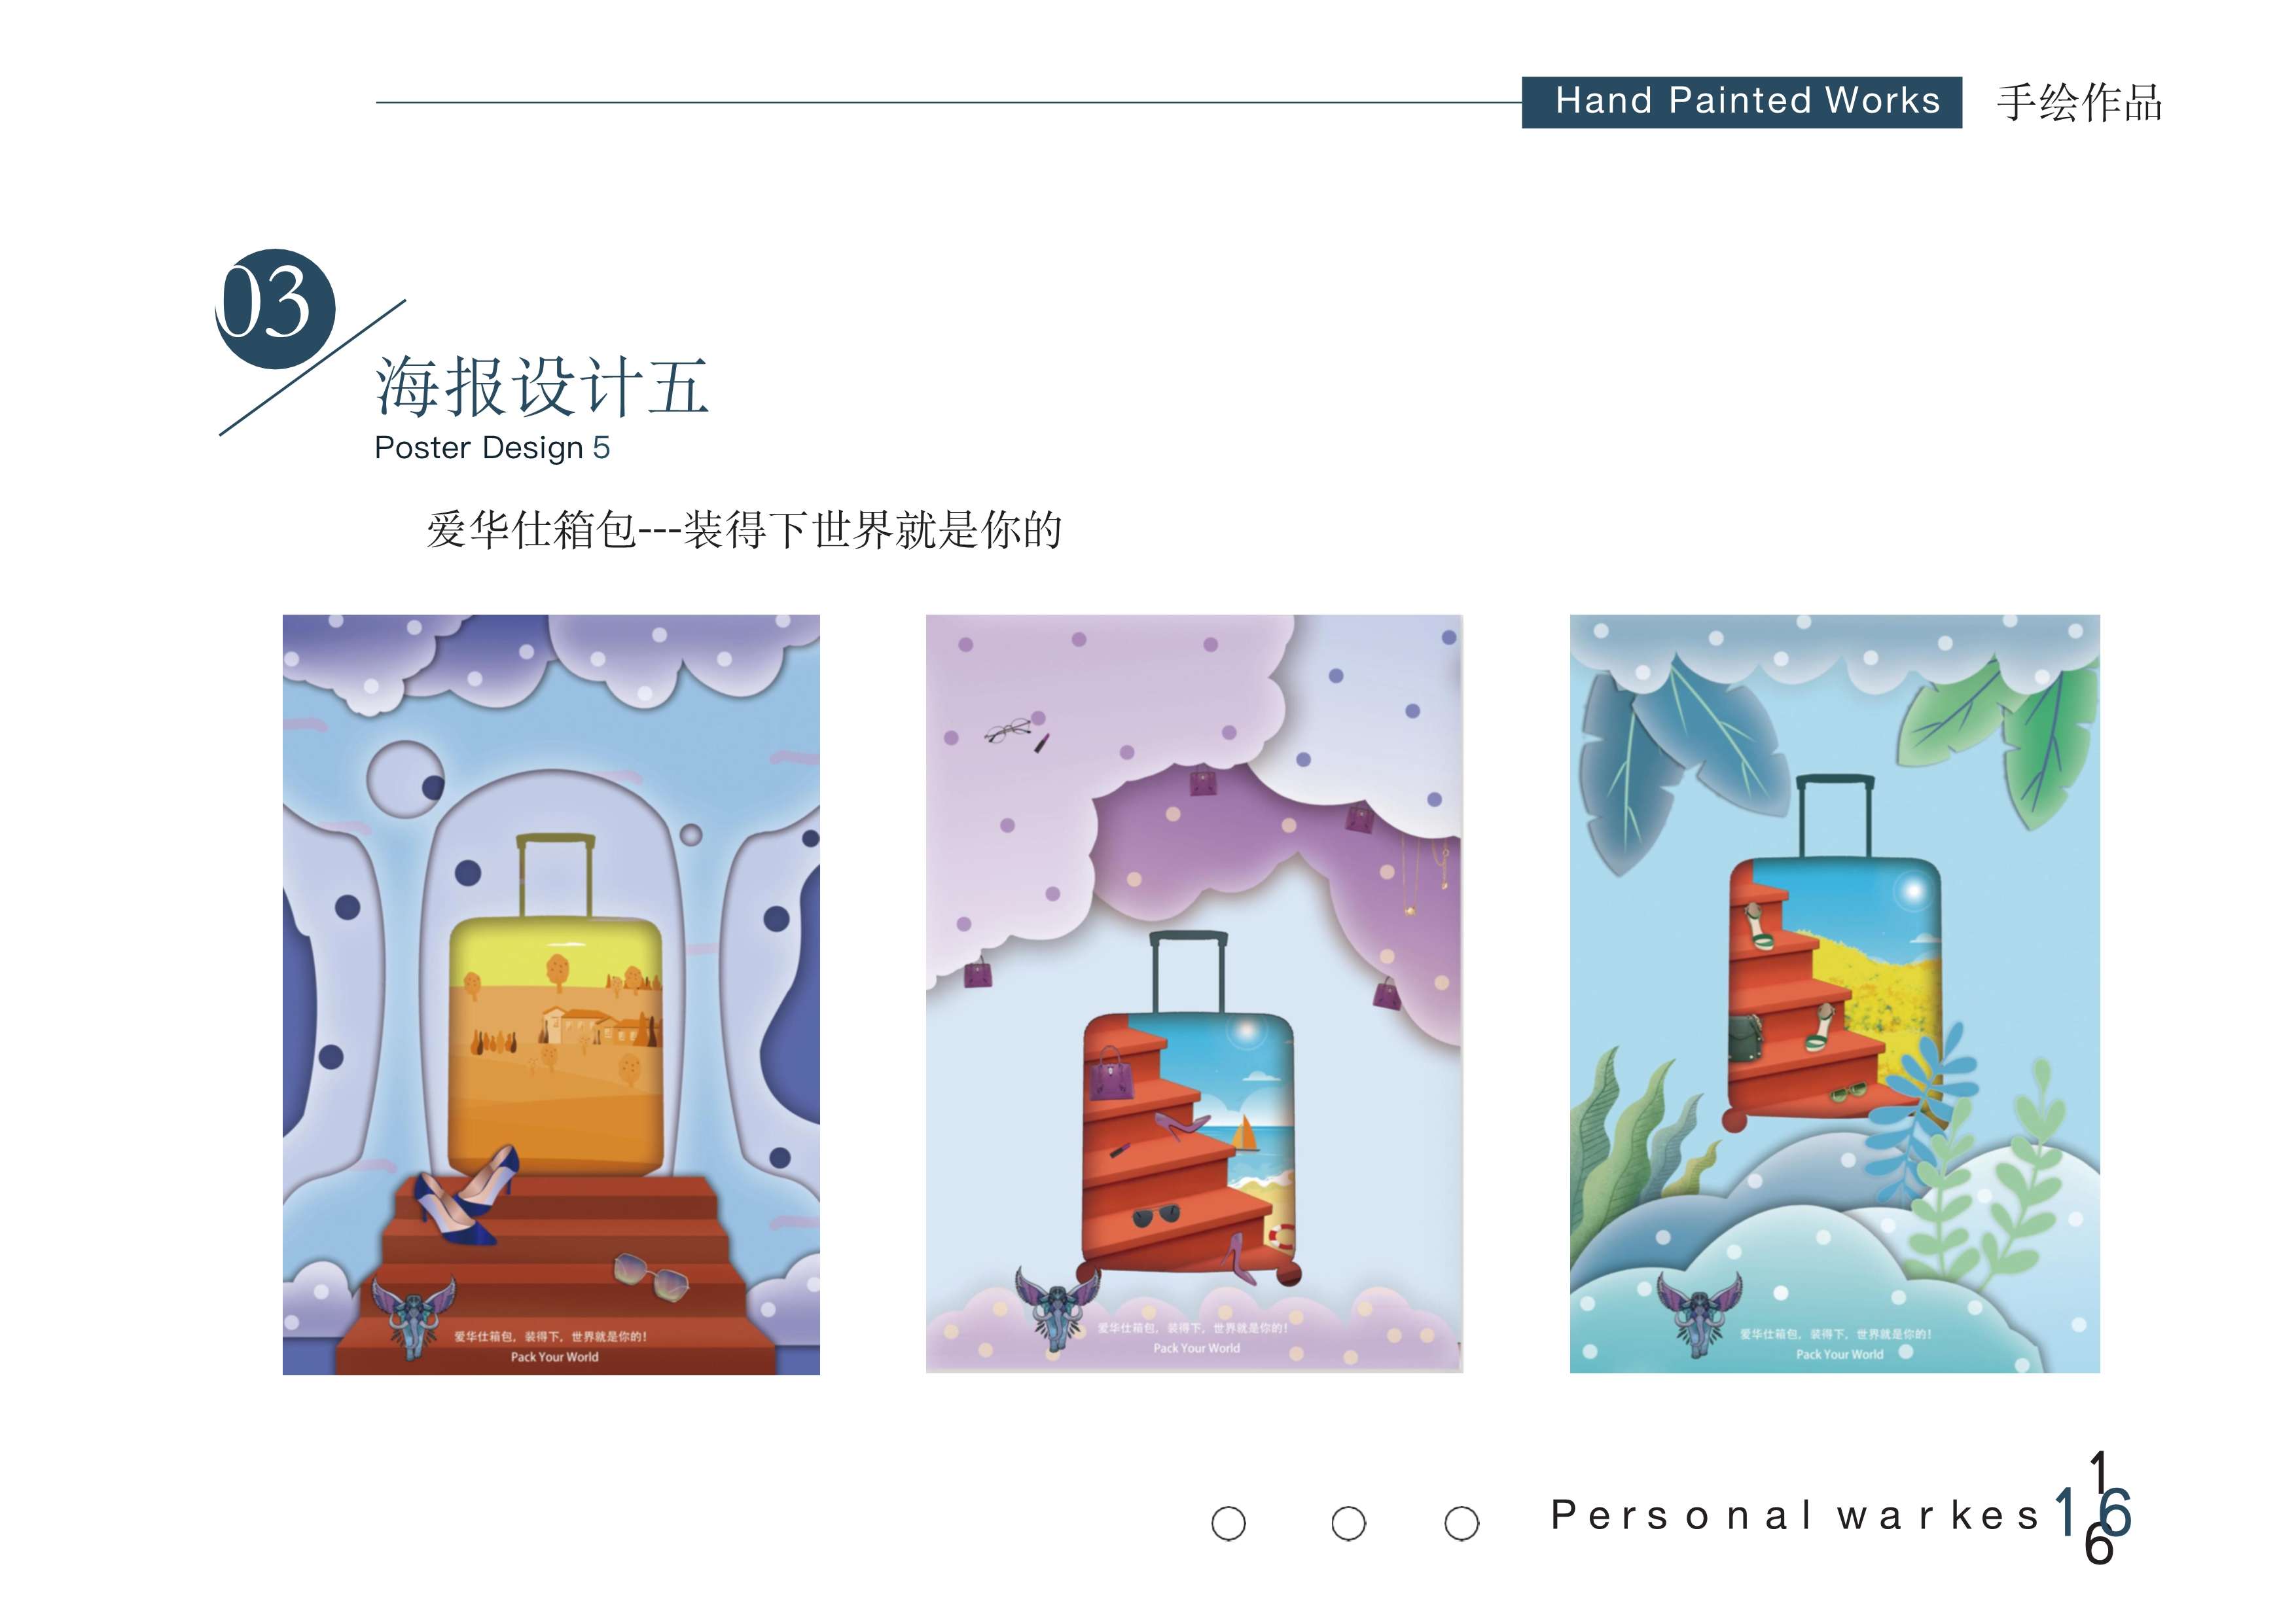 Hand Painted Works 手绘作品
03
海报设计五
Poster Design 5
爱华仕箱包---装得下世界就是你的
爱华仕箱包，装得下，世界就是你的！
Pack Your World
爱华仕箱包，装得下，世界就是你的！
Pack Your World
爱华仕箱包，装得下，世界就是你的！
Pack Your World
Personal warkes 16
16